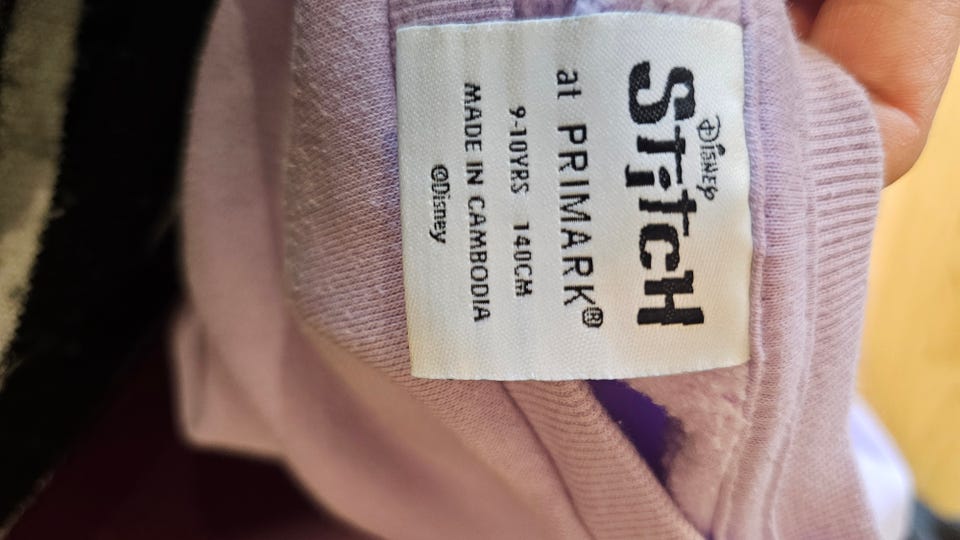 Disney
Stitch
at PRIMARK®
9-10YRS 140CM
MADE IN CAMBODIA
©Disney